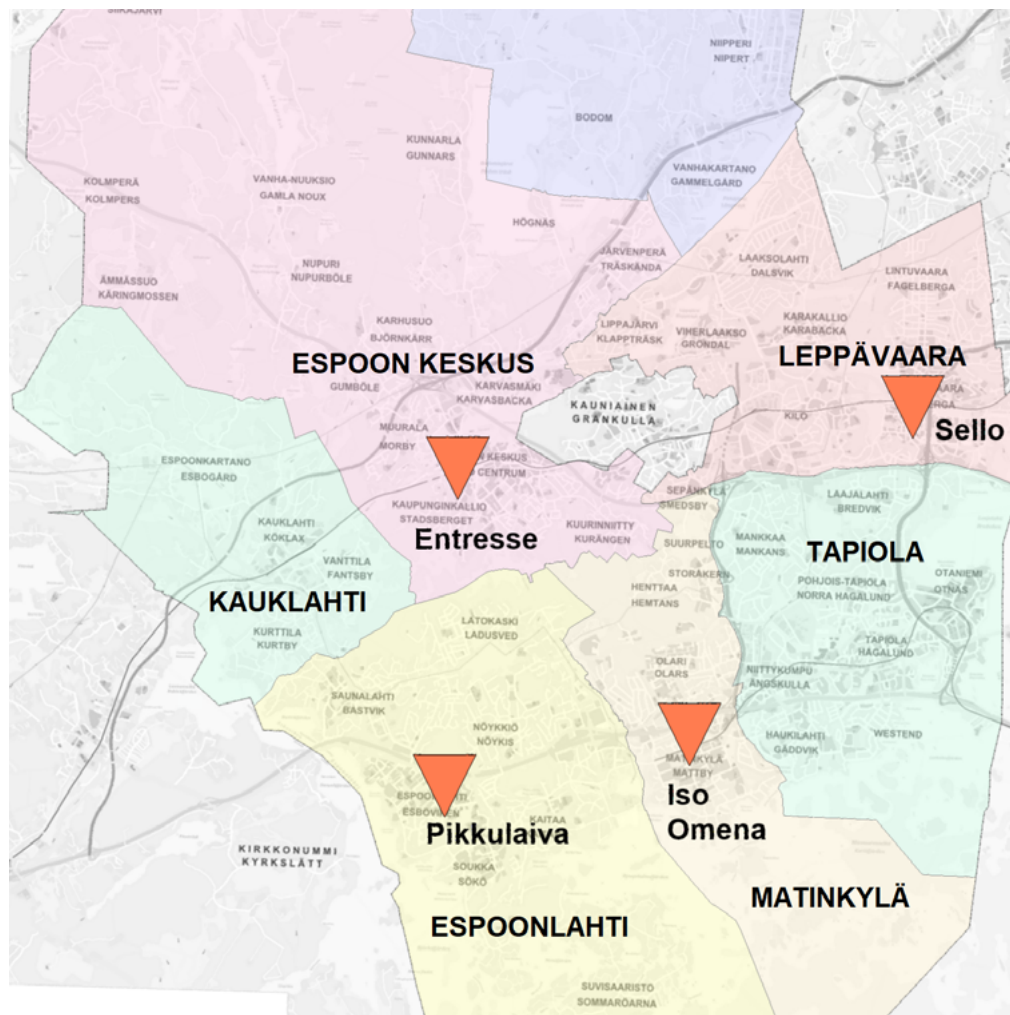 NIIPPERI
NIPERT
BODOM
KUNNARLA
GUNNARS
VANHAKARTANO
GAMMELGÅRD
KOLMPERÄ
KOLMPERS
VANHA-NUUKSIO
GAMLA NOUX
HÖGNÄS
JÄRVENPERÄ
TRÄSKÄNDA
LAAKSOLAHTI
DALSVIK
NUPURI
NUPURBÖLE
LINTUVAARA
FÅGELBERGA
ÄMMÄSSUO
KÄRINGMOSSEN
KARHUSUO
BJÖRNKÄRR
LIPPAJÄRVI
KLAPPTRÄSK
VIHERLAAKSO
GRÖNDAL
KARAKALLIO
KARABACKA
ESPOON KESKUS
LEPPÄVAARA
GUMBÖLE
KARVASMÄKI
KARVASBACKA
KAUNIAINEN
GRANKULLA
KILO
Sello
MUURALA
MORBY
KESKUS
CENTRUM
ESPOONKARTANO
ESBOGÅRD
KAUPUNGINKALLIO
STADSBERGET
SEPÄNKYLÄ
SMEDSBY
LAAJALAHTI
BREDVIK
KAUKLAHTI
KÖKLAX
Entresse
KUURINNIITTY
KURÄNGEN
SUURPELTO
MANKKAA
MANKANS
TAPIOLA
VANTTILA
FANTSBY
STORÅKERN
HENTTAA
HEMTANS
POHJOIS-TAPIOLA
NORRA HAGALUND
OTANIEMI
OTNÄS
KAUKLAHTI
KURTTILA
KURTBY
LATOKASKI
LADUSVED
TAPIOLA
HAGALUND
OLARI
OLARS
NIITTYKUMPU
ÄNGSKULLA
SAUNALAHTI
BASTVIK
NÖYKKIÖ
NÖYKIS
HAUKILAHTI
GÄDDVIK
WESTEND
MATTBY
Iso
Omena
KAITAA
Pikkulaiva
KIRKKONUMMI
KYRKSLÄTT
SOUKKA
SÖKÖ
MATINKYLÄ
ESPOONLAHTI
SUVISAARISTO
SOMMARÖARNA